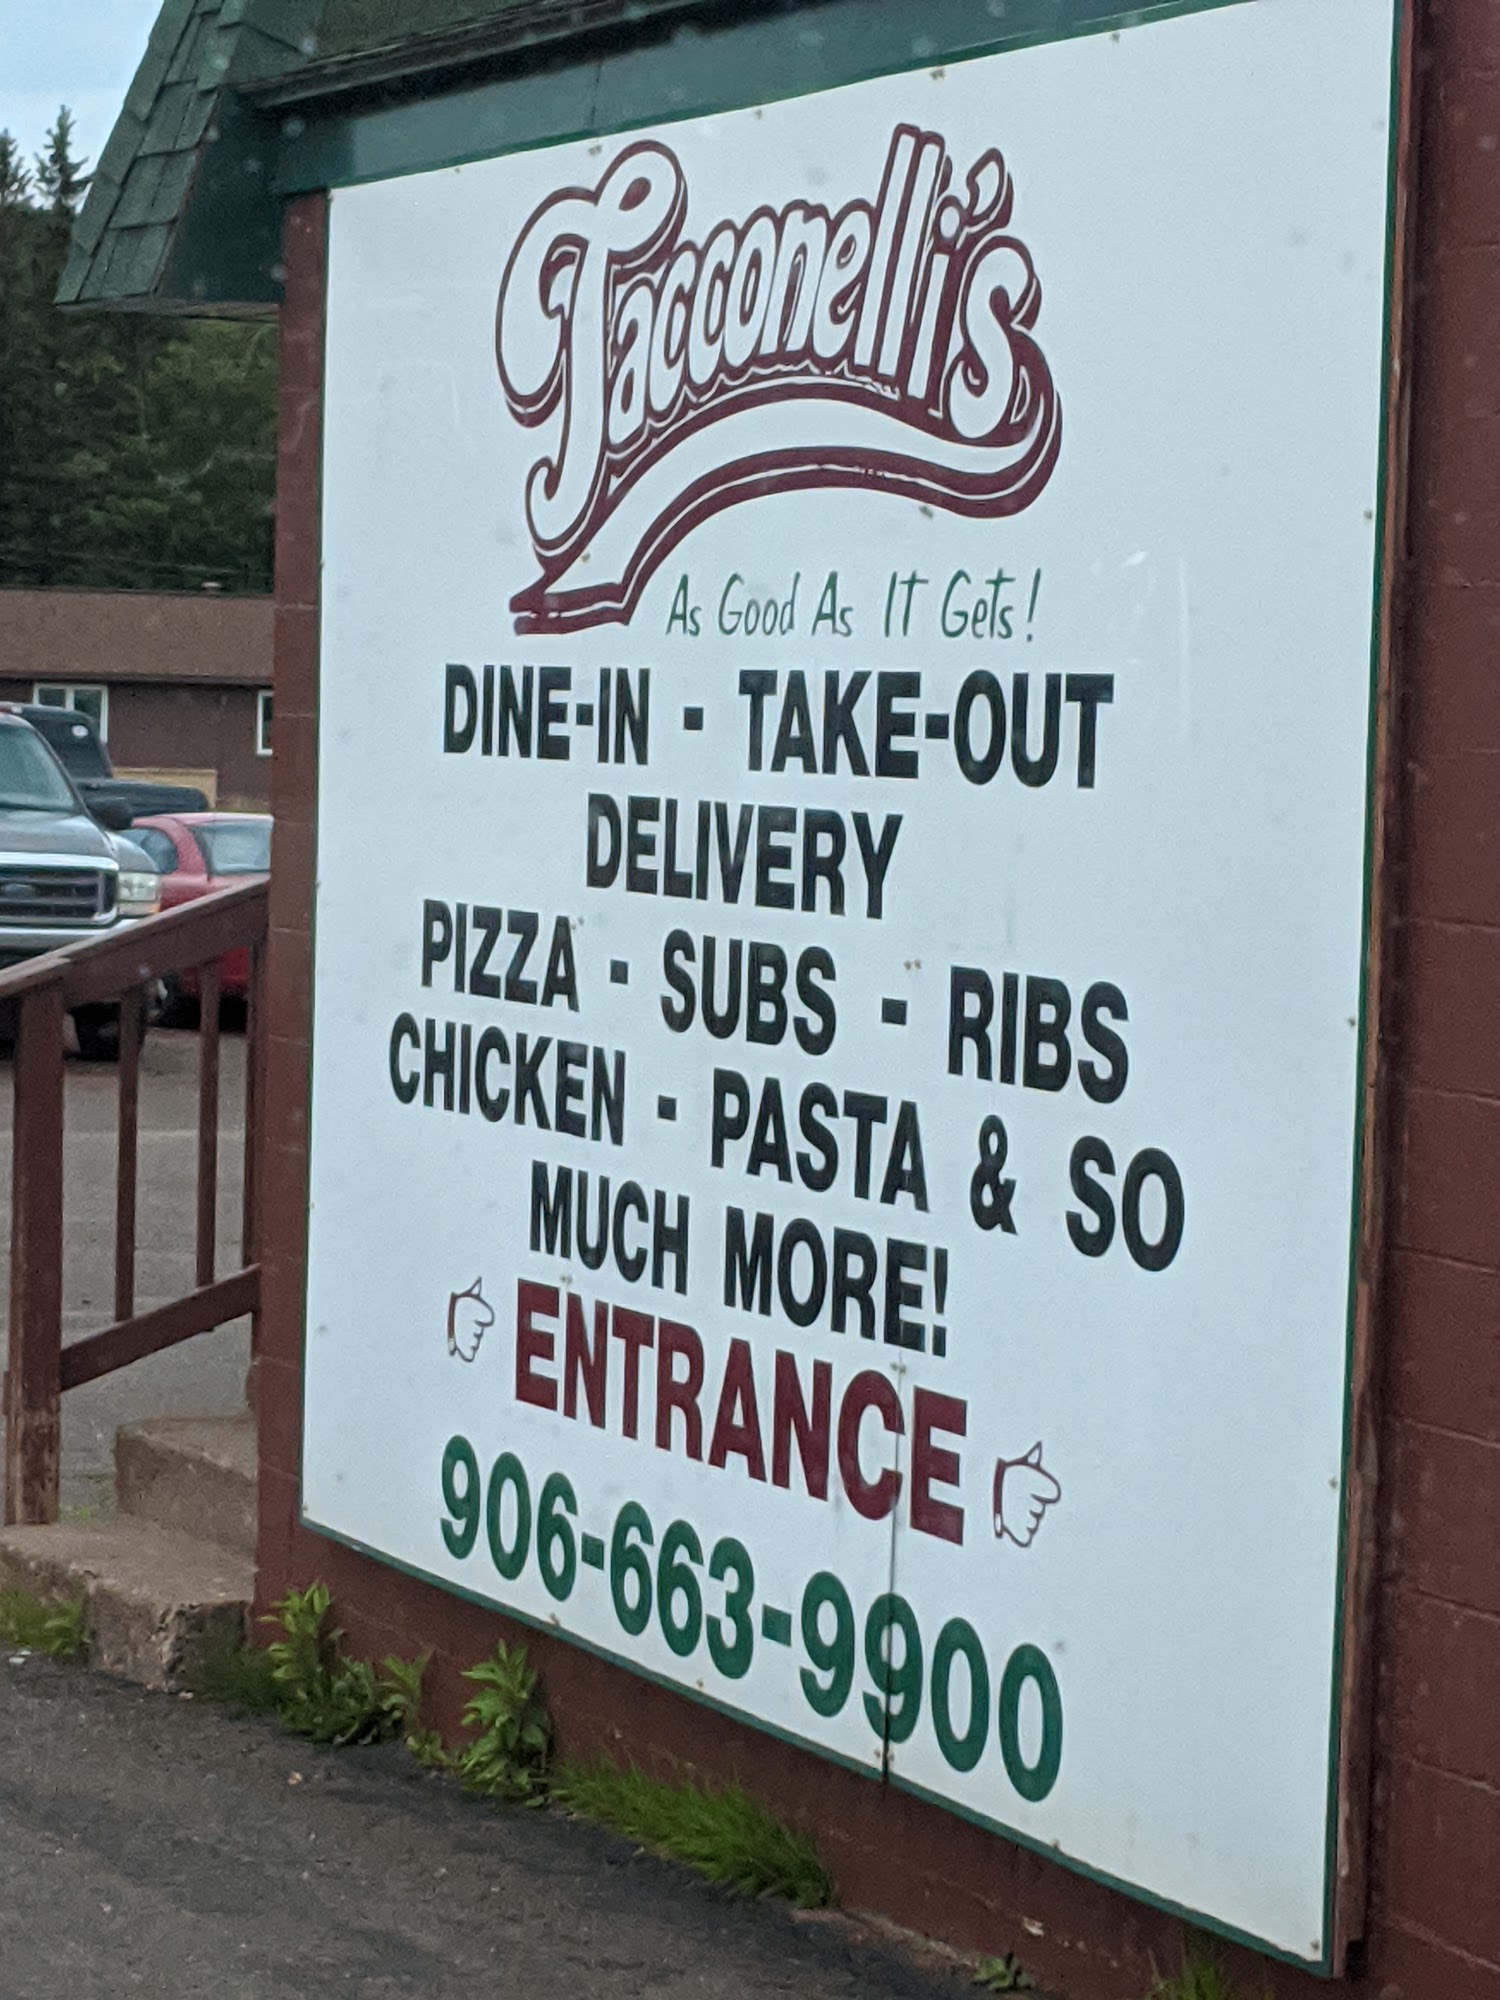 Tacconelli's
As Good As IT Gets!
DINE-IN - TAKE-OUT
DELIVERY
PIZZA - SUBS - RIBS
CHICKEN - PASTA & SO
MUCH MORE!
ENTRANCE
906-663-9900